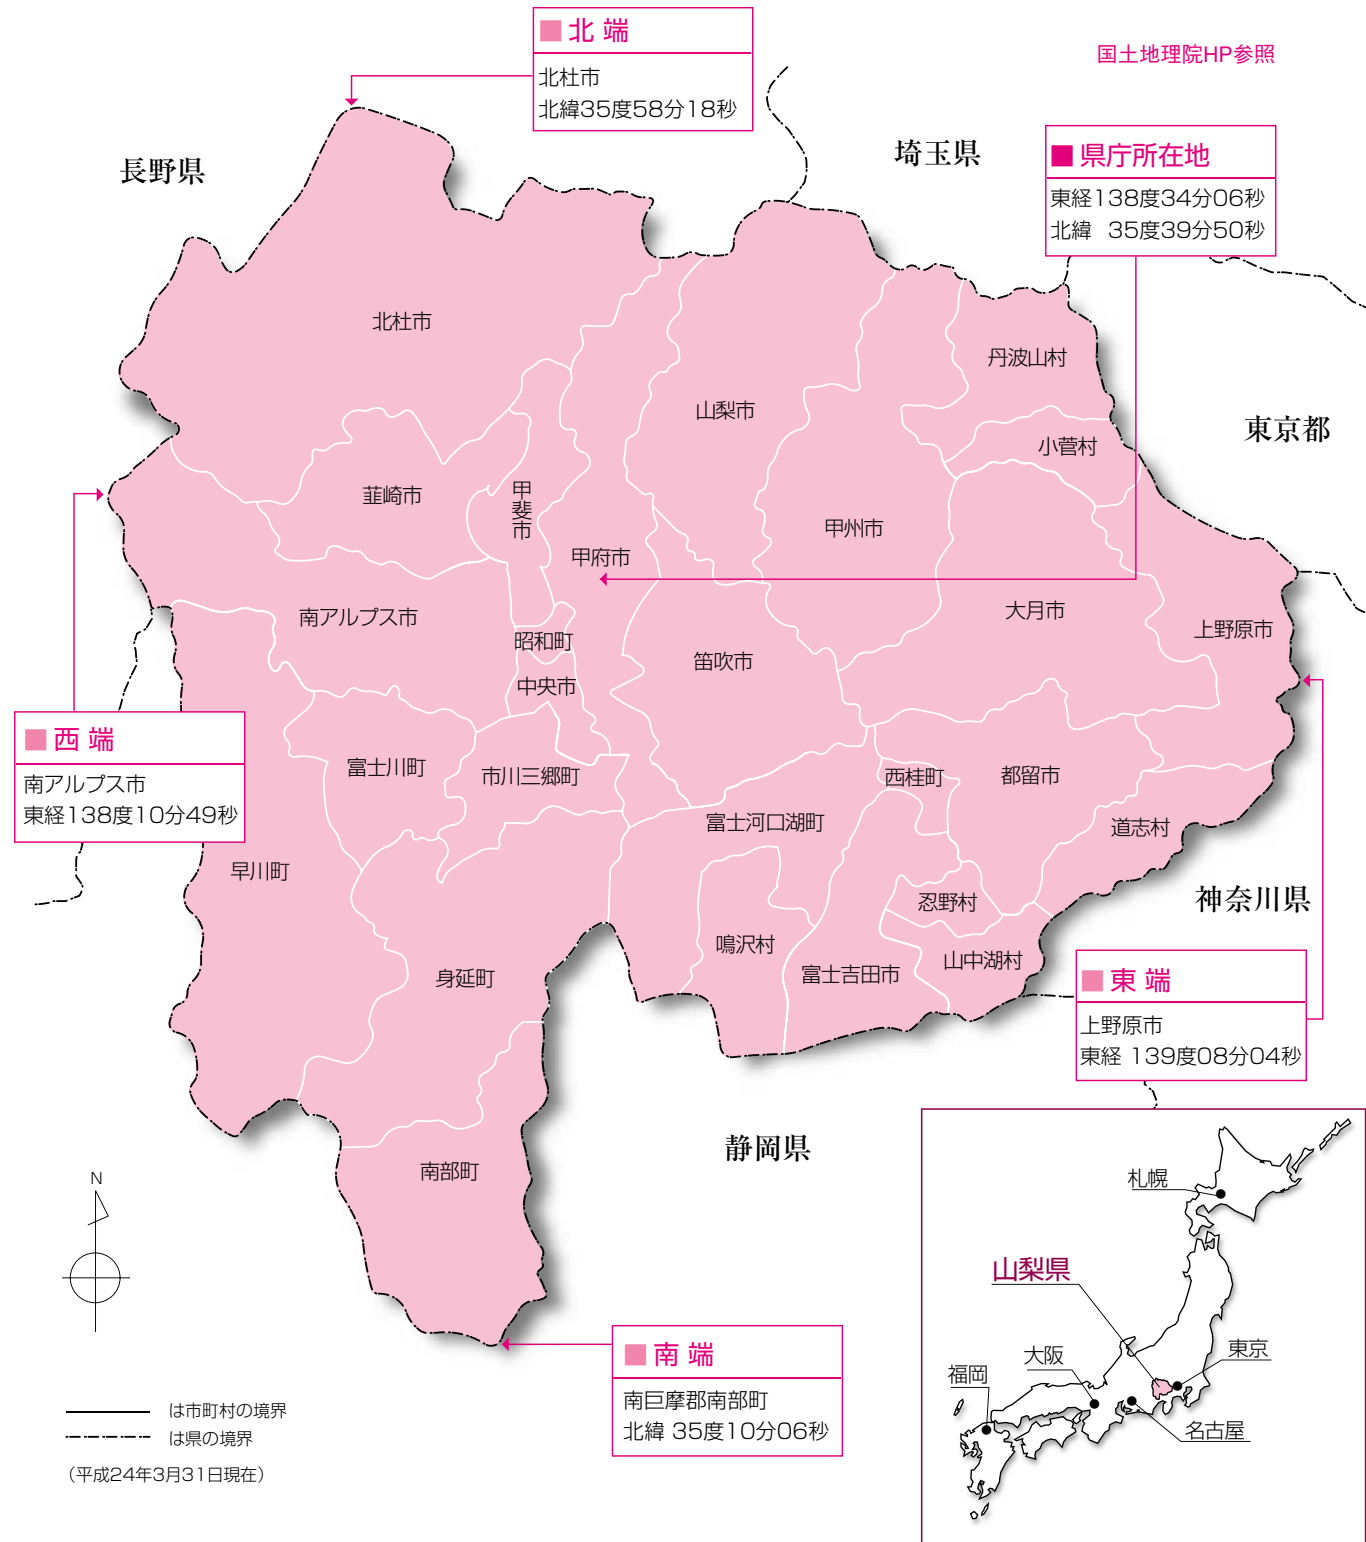 ■ 北 端
北杜市
北緯35度58分18秒
国土地理院HP参照
長野県
埼玉県
■ 県庁所在地
東経138度34分06秒
北緯 35度39分50秒
北杜市
丹波山村
山梨市
東京都
小菅村
韮崎市
甲斐市
甲州市
甲府市
南アルプス市
大月市
上野原市
昭和町
笛吹市
中央市
■ 西 端
南アルプス市
東経138度10分49秒
富士川町
市川三郷町
西桂町
都留市
富士河口湖町
道志村
早川町
忍野村
神奈川県
鳴沢村
山中湖村
身延町
富士吉田市
■ 東 端
上野原市
東経 139度08分04秒
静岡県
南部町
N
■ 南 端
南巨摩郡南部町
北緯 35度10分06秒
は市町村の境界
は県の境界
(平成24年3月31日現在)
札幌
山梨県
東京
大阪
福岡
名古屋